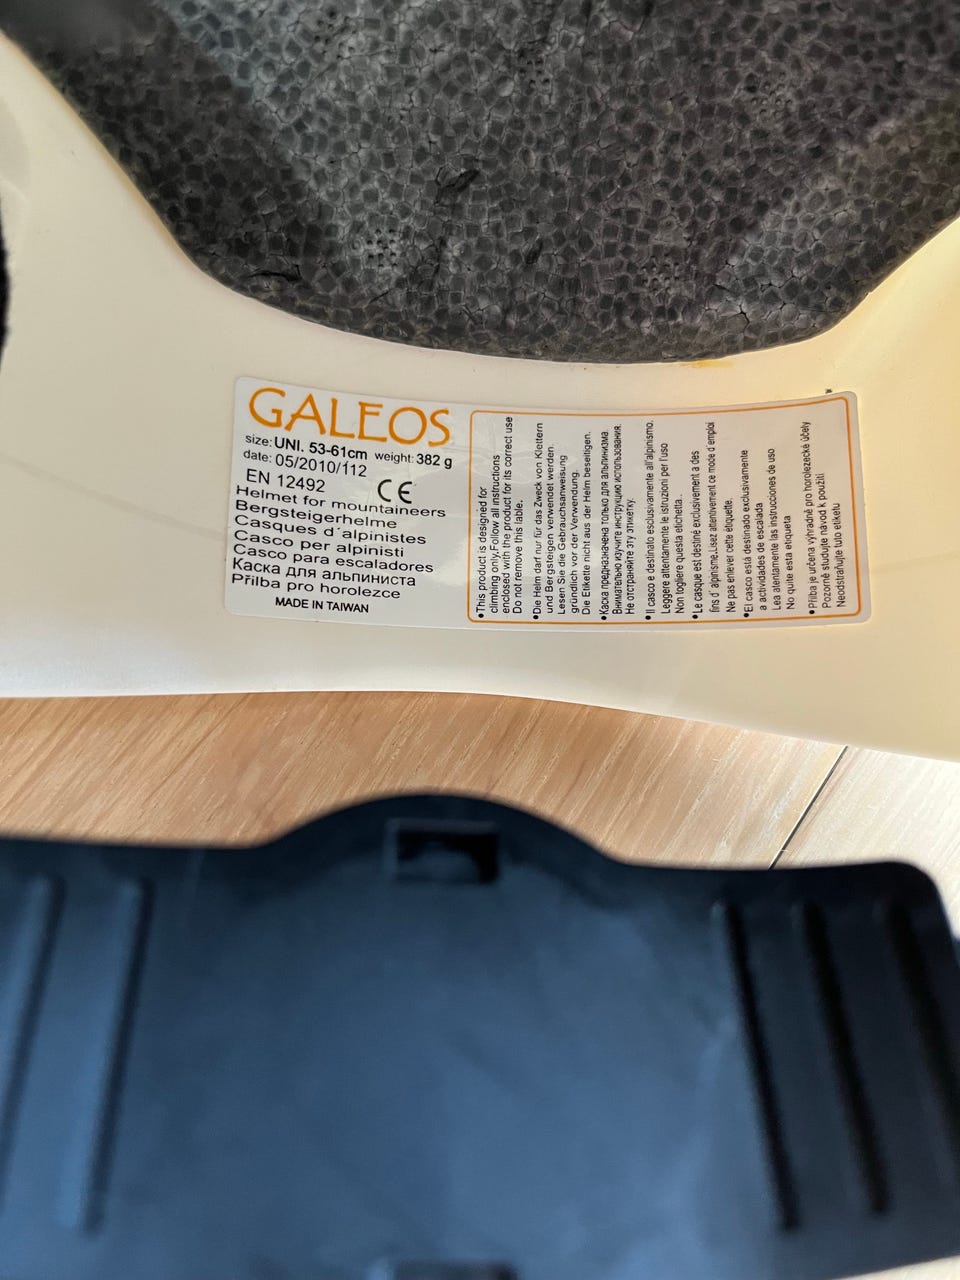 GALEOS
size: UNI. 53-61cm weight: 382 g
date: 05/2010/112
EN 12492 CE
Helmet for mountaineers
Bergsteigerhelme
Casques d´alpinistes
Casco per alpinisti
Casco para escaladores
Каска для альпиниста
Přilba pro horolezce
MADE IN TAIWAN
•This product is designed for
climbing only.Follow all instructions
enclosed with the product for its correct use
Do not remove this lable.
•Die Helm darf nur für das Zweck von Klettern
und Bergsteigen verwendet werden.
Lesen Sie die Gebrauchsanweisung
gründlich vor der Verwendung.
Die Etikette nicht aus der Helm beseitigen.
•Каска предназначена только для альпинизма.
Внимательно изучите инструкцию использования.
Не отстраняйте эту этикетку.
•Il casco e destinato esclusivamente all'alpinismo.
Leggere attentamente le istruzioni per l'uso
Non togliere questa etichetta..
•Le casque est destiné exclusivement a des
fins d´alpinisme.Lisez attentivement ce mode d´emploi
Ne pas enlever cette étiquette.
•El casco está destinado exclusivamente
a actividades de escalada
Lea atentamente las instrucciones de uso
No quite esta etiqueta
•Přilba je určena výhradně pro horolezecké účely
Pozorně studujte návod k použití
Neodstraňujte tuto etiketu